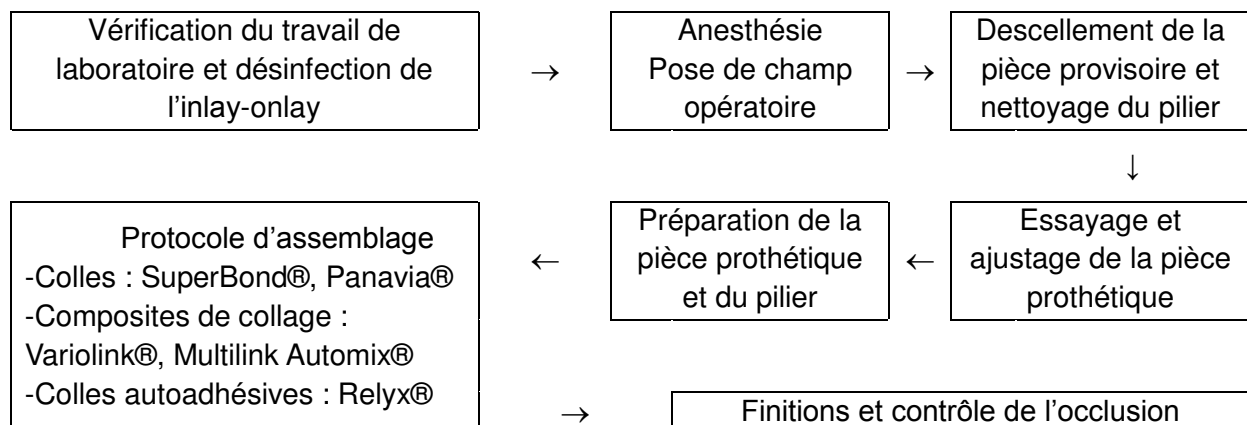 Vérification du travail de
laboratoire et désinfection de
l'inlay-onlay
→
Anesthésie
Pose de champ
opératoire
→
Descellement de la
pièce provisoire et
nettoyage du pilier
↓
Essayage et
ajustage de la pièce
prothétique
←
Préparation de la
pièce prothétique
et du pilier
←
Protocole d'assemblage
-Colles : SuperBond®, Panavia®
-Composites de collage :
Variolink®, Multilink Automix®
-Colles autoadhésives : Relyx®
→
Finitions et contrôle de l'occlusion